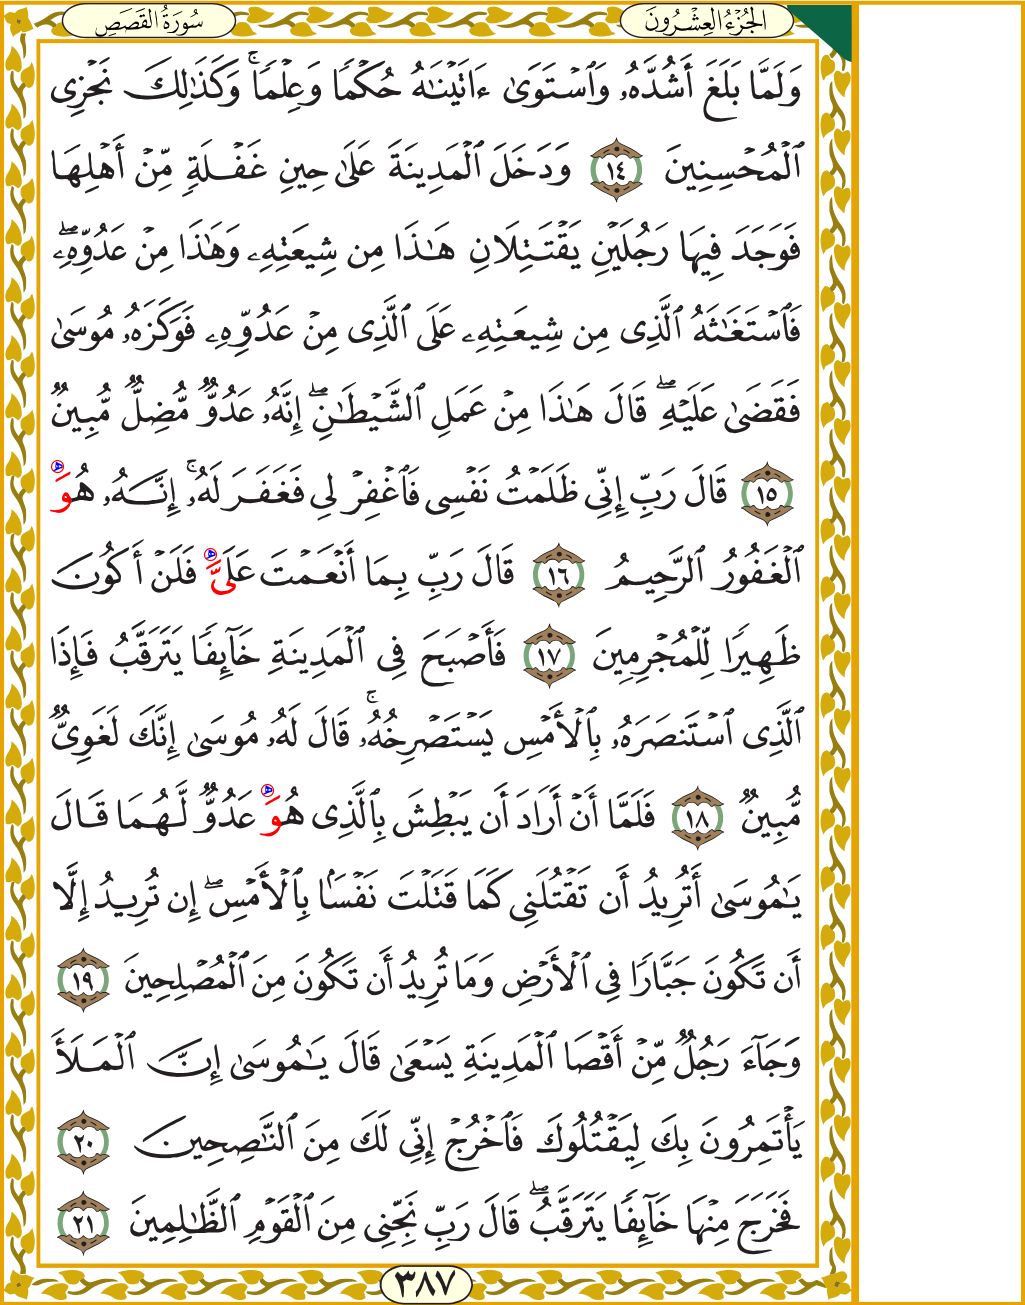 الجُزْءُ العِشْرُونَ
سُورَةُ القَصَصِ
وَلَمَّا بَلَغَ أَشُدَّهُۥ وَٱسْتَوَىٰٓ ءَاتَيْنَٰهُ حُكْمًا وَعِلْمًاۚ وَكَذَٰلِكَ نَجْزِى
ٱلْمُحْسِنِينَ ١٤ وَدَخَلَ ٱلْمَدِينَةَ عَلَىٰ حِينِ غَفْلَةٍ مِّنْ أَهْلِهَا
فَوَجَدَ فِيهَا رَجُلَيْنِ يَقْتَتِلَانِ هَٰذَا مِن شِيعَتِهِۦ وَهَٰذَا مِنْ عَدُوِّهِۦۖ
فَٱسْتَغَٰثَهُ ٱلَّذِى مِن شِيعَتِهِۦ عَلَى ٱلَّذِى مِنْ عَدُوِّهِۦ فَوَكَزَهُۥ مُوسَىٰ
فَقَضَىٰ عَلَيْهِۖ قَالَ هَٰذَا مِنْ عَمَلِ ٱلشَّيْطَٰنِۖ إِنَّهُۥ عَدُوٌّ مُّضِلٌّ مُّبِينٌ
١٥ قَالَ رَبِّ إِنِّى ظَلَمْتُ نَفْسِى فَٱغْفِرْ لِى فَغَفَرَ لَهُۥۚ إِنَّهُۥ هُوَ
ٱلْغَفُورُ ٱلرَّحِيمُ ١٦ قَالَ رَبِّ بِمَا أَنْعَمْتَ عَلَىَّ فَلَنْ أَكُونَ
ظَهِيرًا لِّلْمُجْرِمِينَ ١٧ فَأَصْبَحَ فِى ٱلْمَدِينَةِ خَآئِفًا يَتَرَقَّبُ فَإِذَا
ٱلَّذِى ٱسْتَنصَرَهُۥ بِٱلْأَمْسِ يَسْتَصْرِخُهُۥۚ قَالَ لَهُۥ مُوسَىٰ إِنَّكَ لَغَوِىٌّ
مُّبِينٌ ١٨ فَلَمَّا أَنْ أَرَادَ أَن يَبْطِشَ بِٱلَّذِى هُوَ عَدُوٌّ لَّهُمَا قَالَ
يَٰمُوسَىٰ أَتُرِيدُ أَن تَقْتُلَنِى كَمَا قَتَلْتَ نَفْسًا بِٱلْأَمْسِۖ إِن تُرِيدُ إِلَّا
أَن تَكُونَ جَبَّارًا فِى ٱلْأَرْضِ وَمَا تُرِيدُ أَن تَكُونَ مِنَ ٱلْمُصْلِحِينَ ١٩
وَجَآءَ رَجُلٌ مِّنْ أَقْصَا ٱلْمَدِينَةِ يَسْعَىٰ قَالَ يَٰمُوسَىٰ إِنَّ ٱلْمَلَأَ
يَأْتَمِرُونَ بِكَ لِيَقْتُلُوكَ فَٱخْرُجْ إِنِّى لَكَ مِنَ ٱلنَّٰصِحِينَ ٢٠
فَخَرَجَ مِنْهَا خَآئِفًا يَتَرَقَّبُۖ قَالَ رَبِّ نَجِّنِى مِنَ ٱلْقَوْمِ ٱلظَّٰلِمِينَ ٢١
٣٨٧